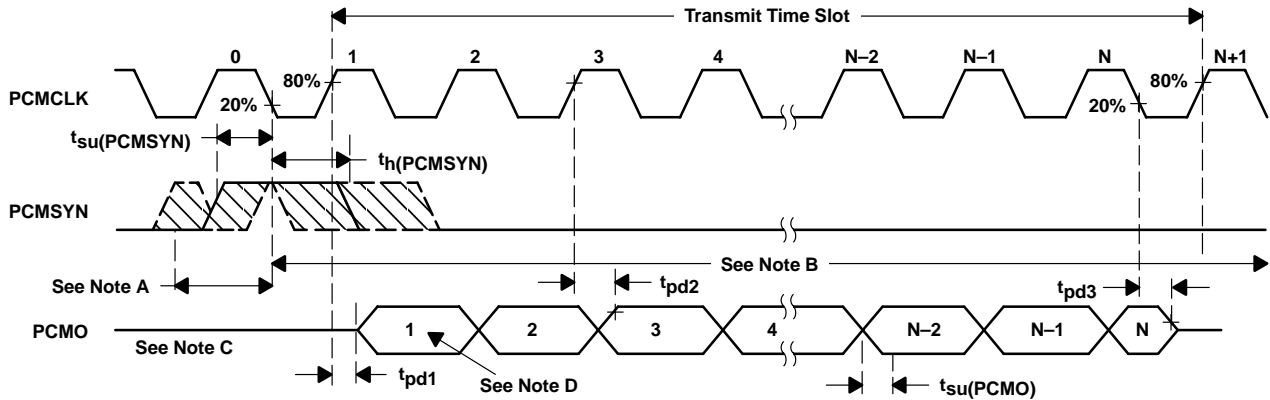 Transmit Time Slot
0 1 2 3 4 N–2 N–1 N N+1
PCMCLK
80%
20%
80%
20%
tsu(PCMSYN)
th(PCMSYN)
PCMSYN
See Note A
See Note B
tpd2
tpd3
PCMO
1 2 3 4 N–2 N–1 N
See Note C
tpd1
See Note D
tsu(PCMO)